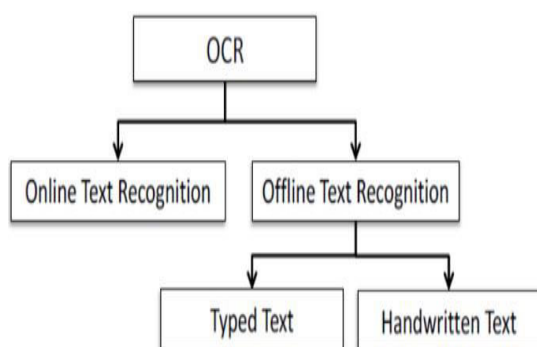 OCR
Online Text Recognition
Offline Text Recognition
Typed Text
Handwritten Text